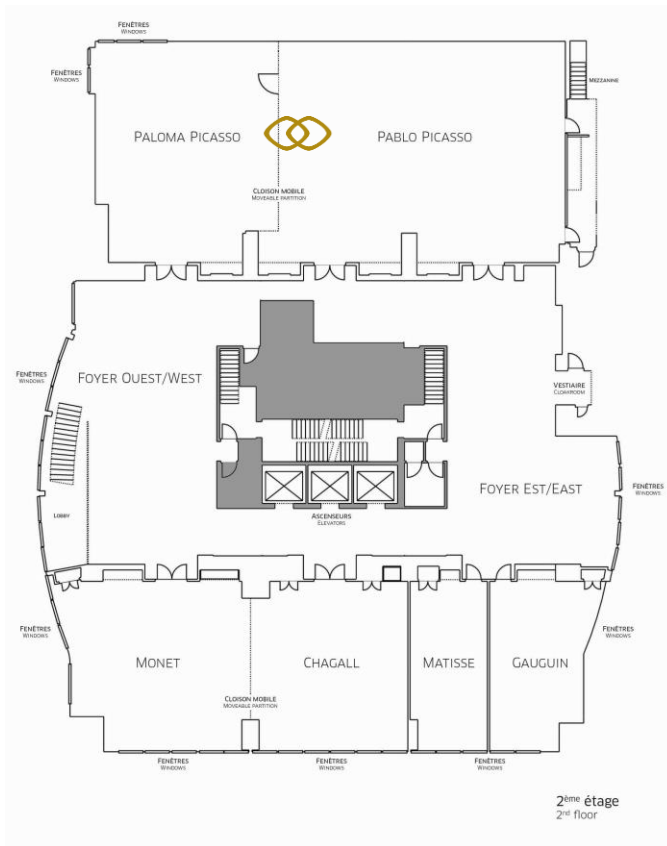 FENÊTRES
WINDOWS
FENÊTRES
WINDOWS
MEZZANINE
PALOMA PICASSO
PABLO PICASSO
CLOISON MOBILE
MOVEABLE PARTITION
FOYER OUEST/WEST
FENÊTRES
WINDOWS
VESTIAIRE
CLOAKROOM
FOYER EST/EAST
FENÊTRES
WINDOWS
LOBBY
ASCENSEURS
ELEVATORS
FENÊTRES
WINDOWS
FENÊTRES
WINDOWS
MONET
CHAGALL
MATISSE
GAUGUIN
CLOISON MOBILE
MOVEABLE PARTITION
FENÊTRES
WINDOWS
FENÊTRES
WINDOWS
FENÊTRES
WINDOWS
2ème étage
2nd floor